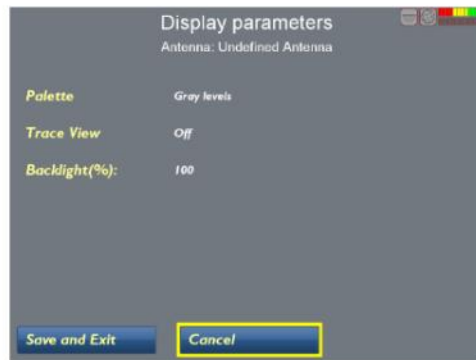 Display parameters
Antenna: Undefined Antenna
Palette Gray levels
Trace View Off
Backlight(%): 100
Save and Exit Cancel